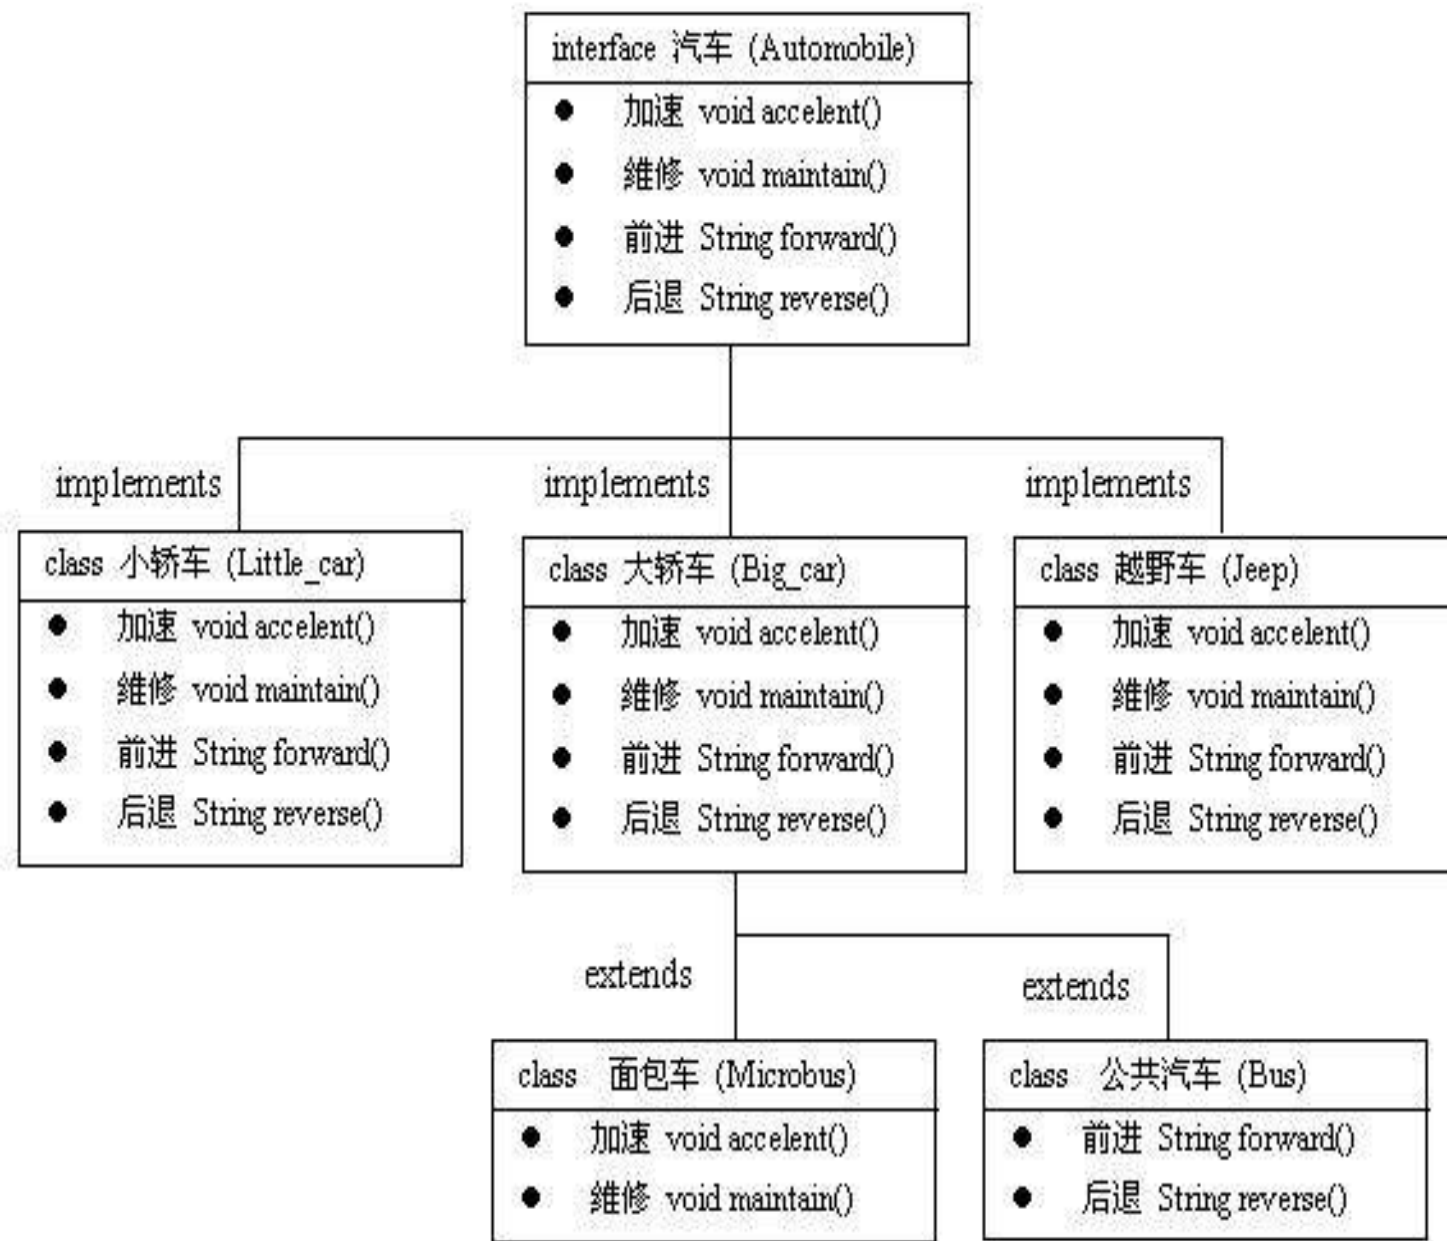 interface 汽车 (Automobile)
● 加速 void accelent()
● 维修 void maintain()
● 前进 String forward()
● 后退 String reverse()
implements
implements
implements
class 小轿车 (Little_car)
● 加速 void accelent()
● 维修 void maintain()
● 前进 String forward()
● 后退 String reverse()
class 大轿车 (Big_car)
● 加速 void accelent()
● 维修 void maintain()
● 前进 String forward()
● 后退 String reverse()
class 越野车 (Jeep)
● 加速 void accelent()
● 维修 void maintain()
● 前进 String forward()
● 后退 String reverse()
extends
extends
class 面包车 (Microbus)
● 加速 void accelent()
● 维修 void maintain()
class 公共汽车 (Bus)
● 前进 String forward()
● 后退 String reverse()